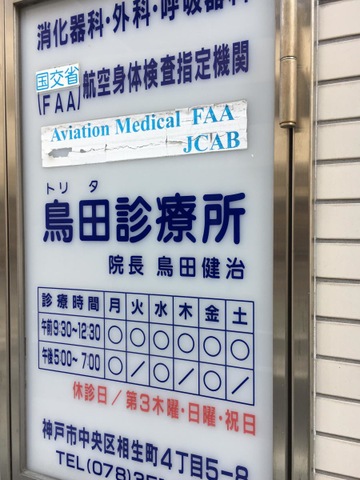 消化器科・外科・呼吸器科
国交省
(FAA)航空身体検査指定機関
Aviation Medical FAA
JCAB
トリタ
鳥田診療所
院長 鳥田健治
診療時間 月 火 水 木 金 土
午前9:30~12:30 ○ ○ ○ ○ ○ ○
午後5:00~7:00 ○ / ○ / ○ /
休診日/第3木曜・日曜・祝日
神戸市中央区相生町4丁目5-8
TEL(078)